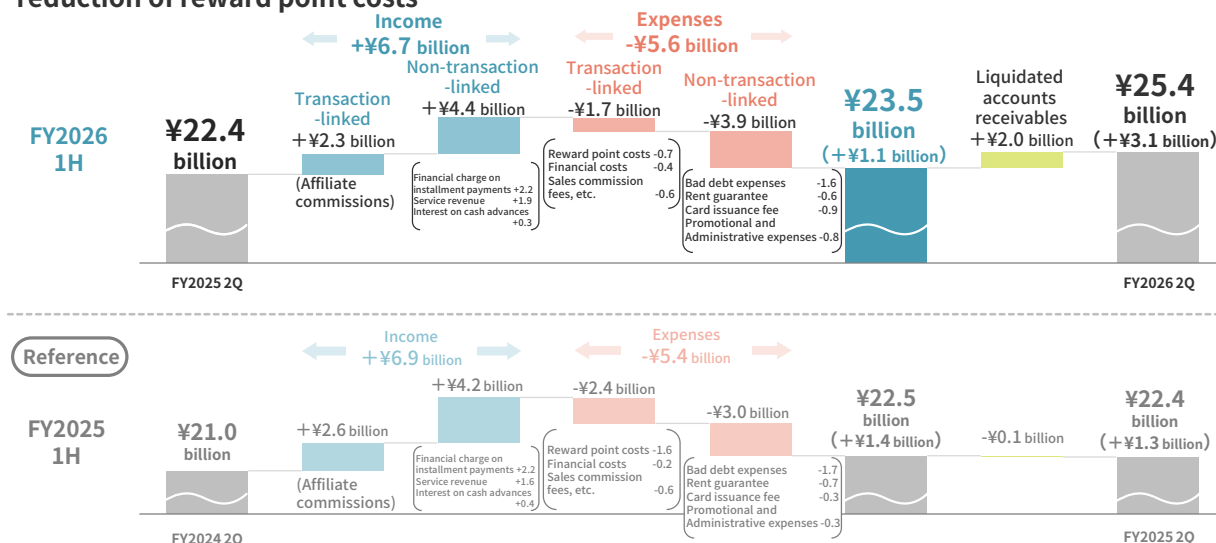 reduction of reward point costs
Income
+¥6.7 billion
Expenses
-¥5.6 billion
FY2026
1H
¥22.4
billion
Transaction
-linked
+¥2.3 billion
(Affiliate
commissions)
Non-transaction
-linked
+¥4.4 billion
Financial charge on
installment payments +2.2
Service revenue +1.9
Interest on cash advances
+0.3
Transaction
-linked
-¥1.7 billion
Reward point costs -0.7
Financial costs -0.4
Sales commission
fees, etc. -0.6
Non-transaction
-linked
-¥3.9 billion
Bad debt expenses -1.6
Rent guarantee -0.6
Card issuance fee -0.9
Promotional and
Administrative expenses -0.8
¥23.5
billion
(+¥1.1 billion)
Liquidated
accounts
receivables
+¥2.0 billion
¥25.4
billion
(+¥3.1 billion)
FY2025 2Q
FY2026 2Q
Reference
Income
+¥6.9 billion
Expenses
-¥5.4 billion
FY2025
1H
¥21.0
billion
+¥2.6 billion
(Affiliate
commissions)
+¥4.2 billion
Financial charge on
installment payments +2.2
Service revenue +1.6
Interest on cash advances
+0.4
-¥2.4 billion
Reward point costs -1.6
Financial costs -0.2
Sales commission
fees, etc. -0.6
-¥3.0 billion
Bad debt expenses -1.7
Rent guarantee -0.7
Card issuance fee -0.3
Promotional and
Administrative expenses -0.3
¥22.5
billion
(+¥1.4 billion)
-¥0.1 billion
¥22.4
billion
(+¥1.3 billion)
FY2024 2Q
FY2025 2Q